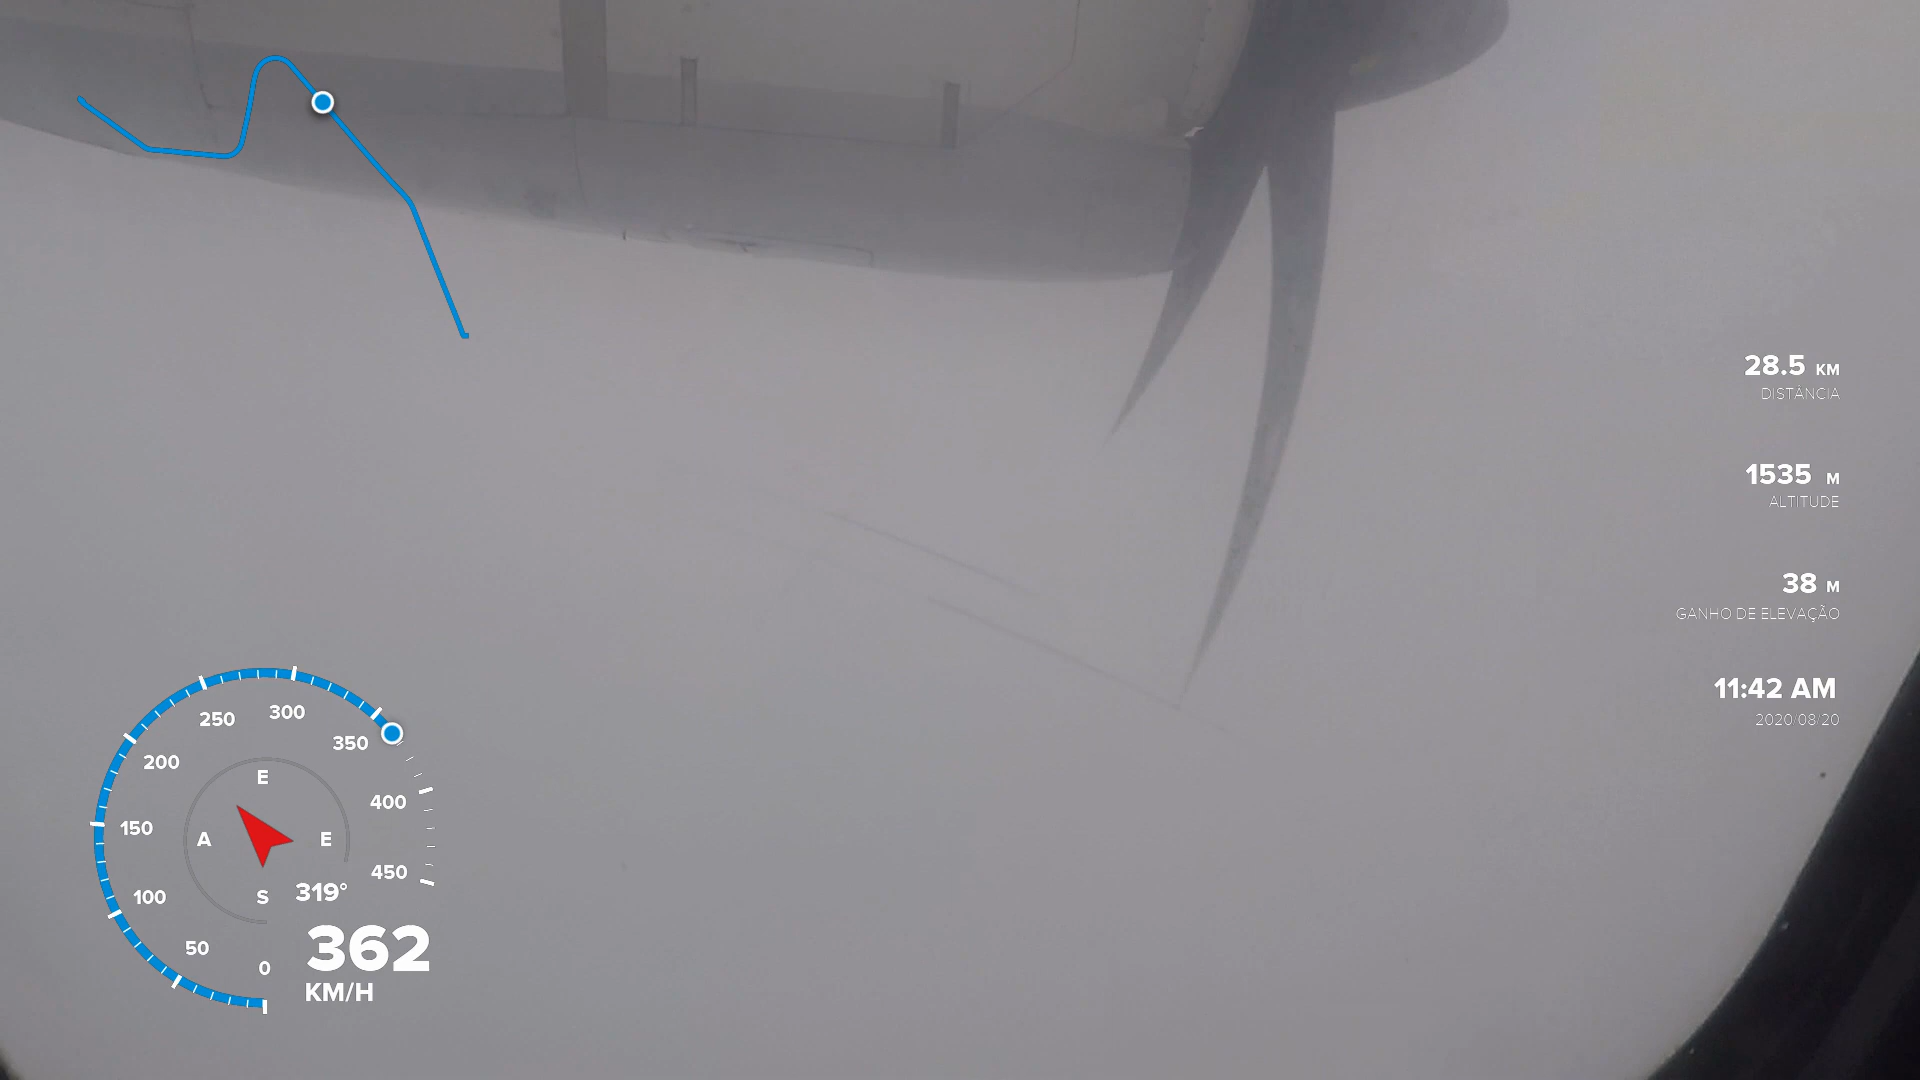 28.5 KM
DISTÂNCIA
1535 M
ALTITUDE
38 M
GANHO DE ELEVAÇÃO
11:42 AM
2020/08/20
250 300
350
200
E
400
150 A E
450
100 S 319°
50
362
0
KM/H